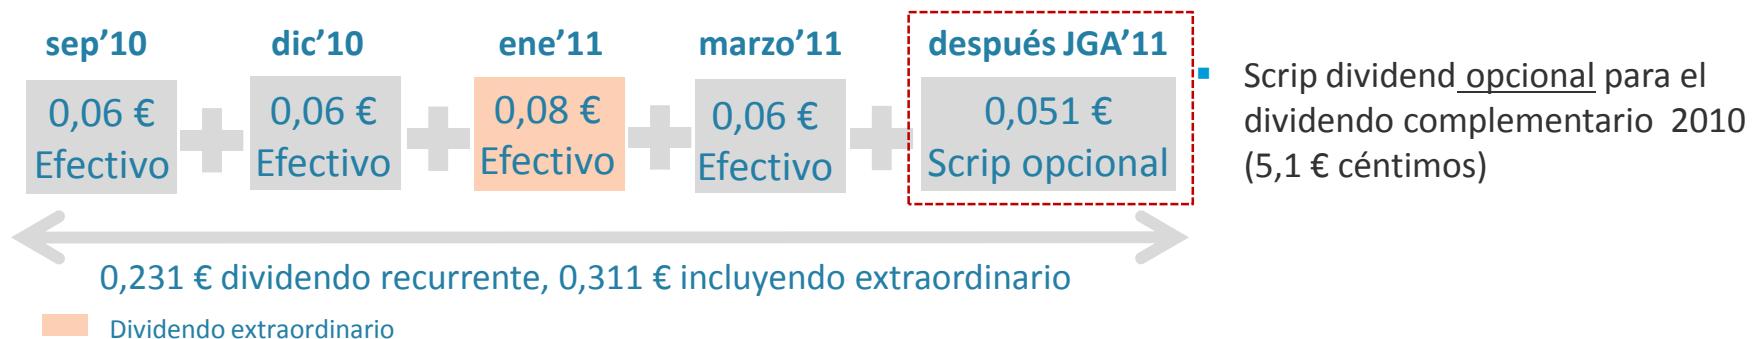 sep’10
0,06 €
Efectivo
dic’10
0,06 €
Efectivo
ene’11
0,08 €
Efectivo
marzo’11
0,06 €
Efectivo
después JGA’11
0,051 €
Scrip opcional
▪ Scrip dividend opcional para el
dividendo complementario 2010
(5,1 € céntimos)
0,231 € dividendo recurrente, 0,311 € incluyendo extraordinario
Dividendo extraordinario